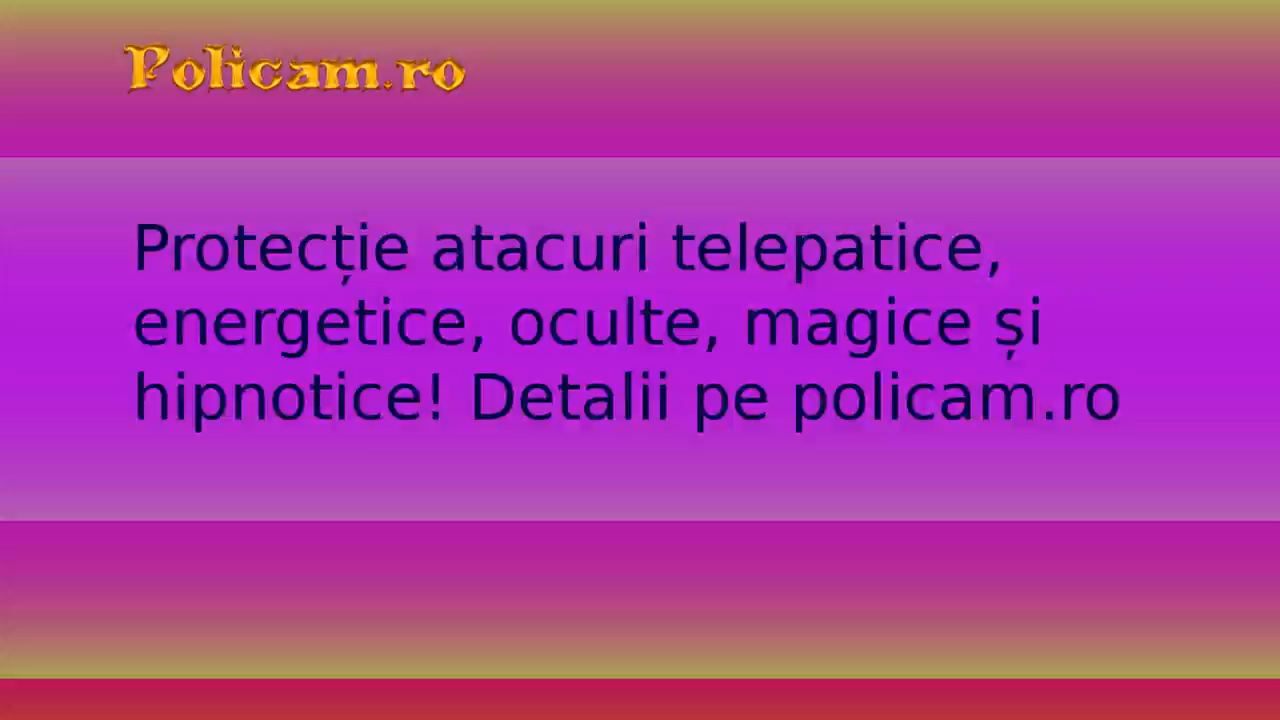 Policam.ro
Protecție atacuri telepatice,
energetice, oculte, magice și
hipnotice! Detalii pe policam.ro